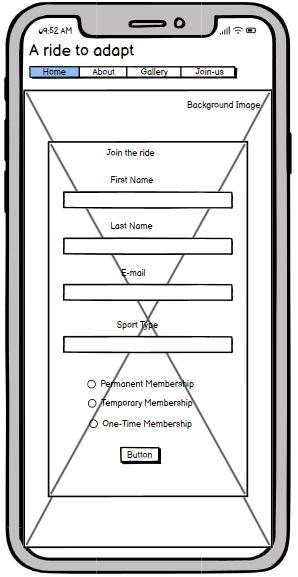 09:52 AM
A ride to adapt
Home About Gallery Join-us
Background Image
Join the ride
First Name
Last Name
E-mail
Sport Type
Permanent Membership
Temporary Membership
One-Time Membership
Button